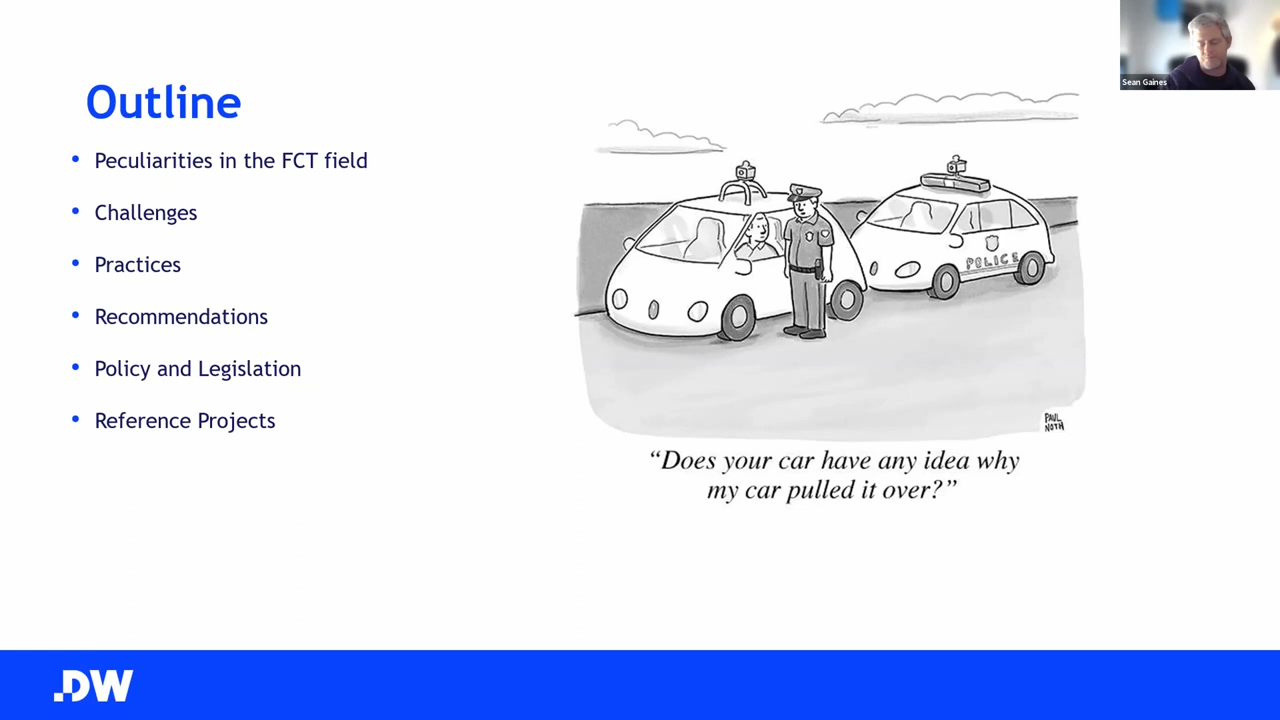 Sean Gaines
Outline
• Peculiarities in the FCT field
• Challenges
• Practices
• Recommendations
• Policy and Legislation
• Reference Projects
POLICE
PAUL
NOTH
“Does your car have any idea why
my car pulled it over?”
DW